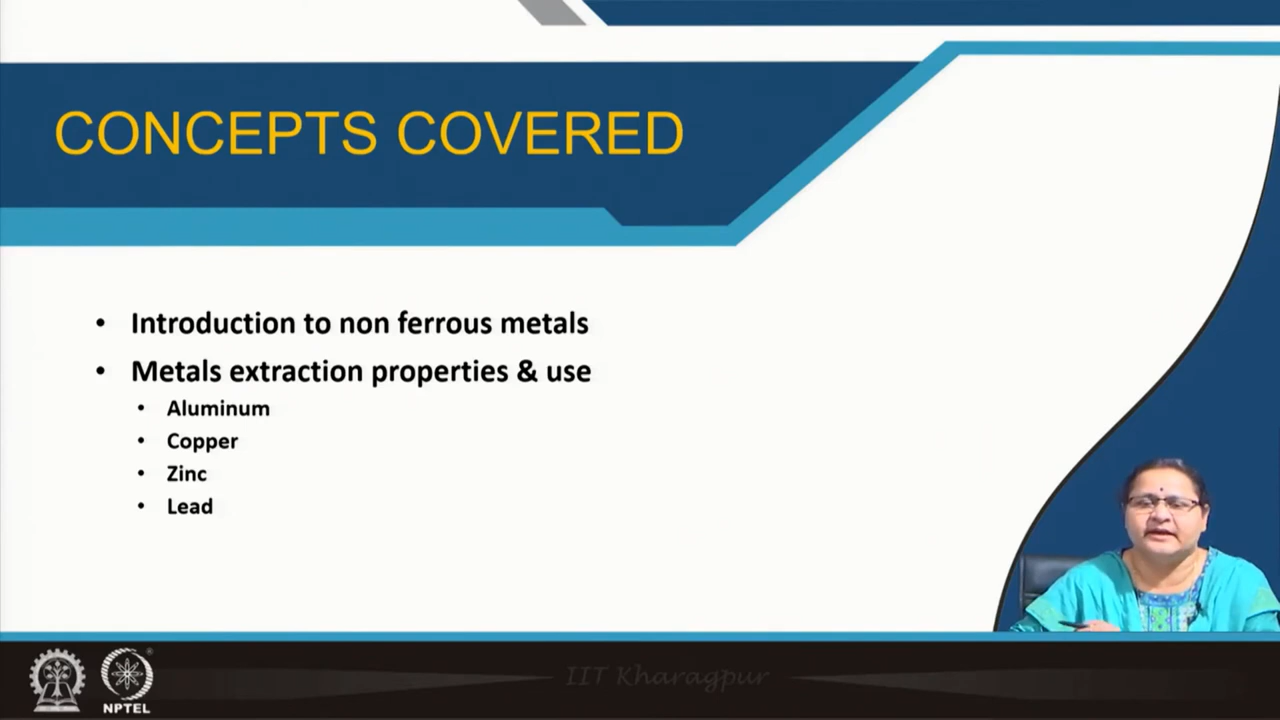 CONCEPTS COVERED
• Introduction to non ferrous metals
• Metals extraction properties & use
• Aluminum
• Copper
• Zinc
• Lead
IIT Kharagpur
NPTEL